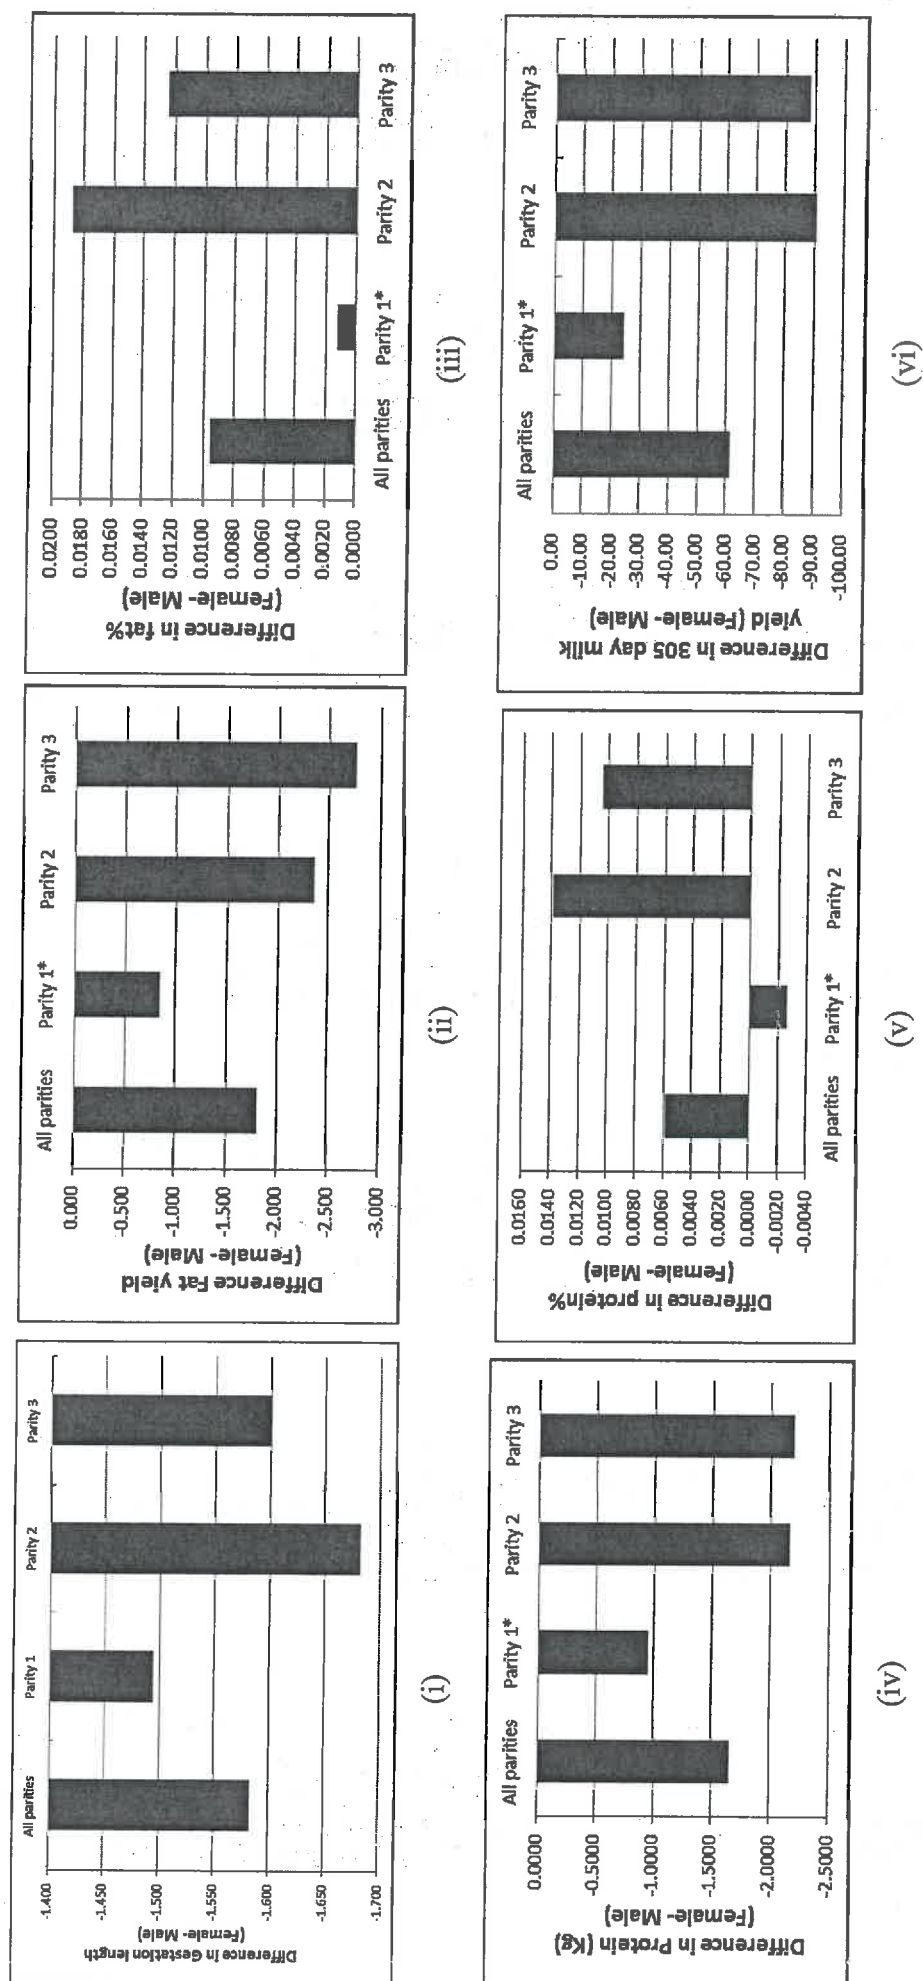 -1.400
-1.450
-1.500
-1.550
-1.600
-1.650
-1.700
Difference in Gestation length
(Female- Male)
All parities
Parity 1
Parity 2
Parity 3
(i)
0.000
-0.500
-1.000
-1.500
-2.000
-2.500
-3.000
Difference Fat yield
(Female- Male)
All parities
Parity 1*
Parity 2
Parity 3
(ii)
0.0200
0.0180
0.0160
0.0140
0.0120
0.0100
0.0080
0.0060
0.0040
0.0020
0.0000
Difference in fat%
(Female- Male)
All parities
Parity 1*
Parity 2
Parity 3
(iii)
0.0000
-0.5000
-1.0000
-1.5000
-2.0000
-2.5000
Difference in Protein (Kg)
(Female- Male)
All parities
Parity 1*
Parity 2
Parity 3
(iv)
0.0160
0.0140
0.0120
0.0100
0.0080
0.0060
0.0040
0.0020
0.0000
-0.0020
-0.0040
Difference in protein%
(Female- Male)
All parities
Parity 1*
Parity 2
Parity 3
(v)
0.00
-10.00
-20.00
-30.00
-40.00
-50.00
-60.00
-70.00
-80.00
-90.00
-100.00
Difference in 305 day milk
yield (Female- Male)
All parities
Parity 1*
Parity 2
Parity 3
(vi)